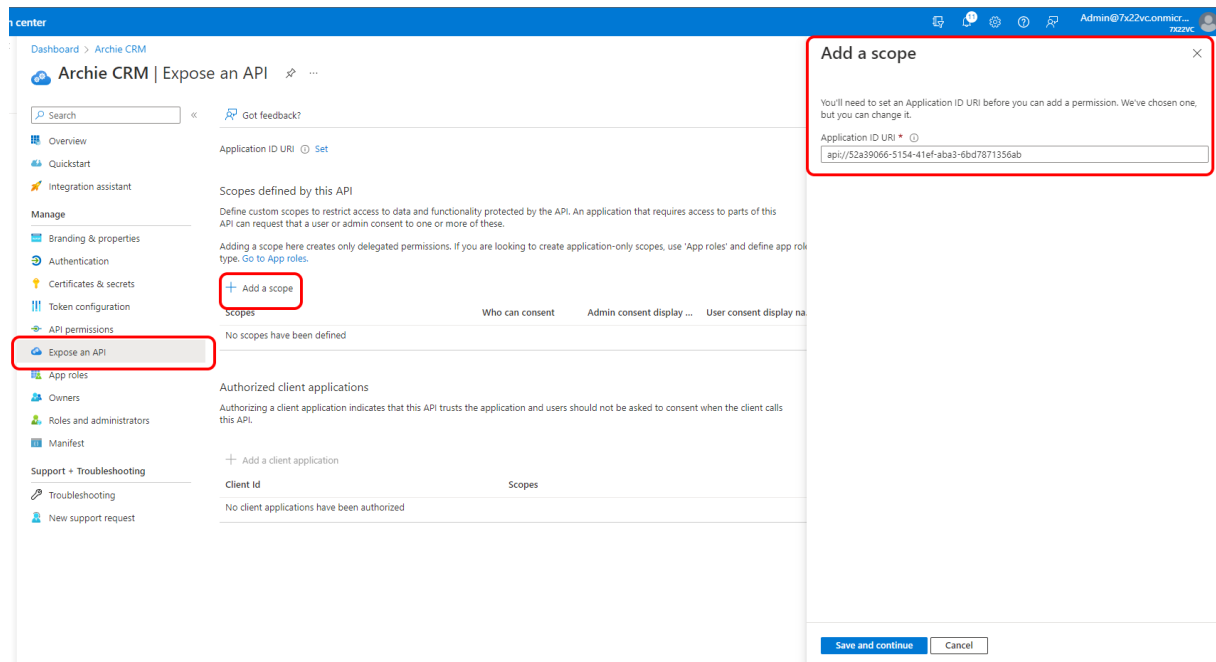 center
Admin@7x22vc.onmicr...
7X22VC
11
Dashboard > Archie CRM
Archie CRM | Expose an API
Search
Got feedback?
Overview
Quickstart
Integration assistant
Manage
Branding & properties
Authentication
Certificates & secrets
Token configuration
API permissions
Expose an API
App roles
Owners
Roles and administrators
Manifest
Support + Troubleshooting
Troubleshooting
New support request
Application ID URI Set
Scopes defined by this API
Define custom scopes to restrict access to data and functionality protected by the API. An application that requires access to parts of this
API can request that a user or admin consent to one or more of these.
Adding a scope here creates only delegated permissions. If you are looking to create application-only scopes, use 'App roles' and define app role
type. Go to App roles.
+ Add a scope
Scopes Who can consent Admin consent display ... User consent display na
No scopes have been defined
Authorized client applications
Authorizing a client application indicates that this API trusts the application and users should not be asked to consent when the client calls
this API.
+ Add a client application
Client Id Scopes
No client applications have been authorized
Add a scope
You'll need to set an Application ID URI before you can add a permission. We've chosen one,
but you can change it.
Application ID URI *
api://52a39066-5154-41ef-aba3-6bd7871356ab
Save and continue Cancel